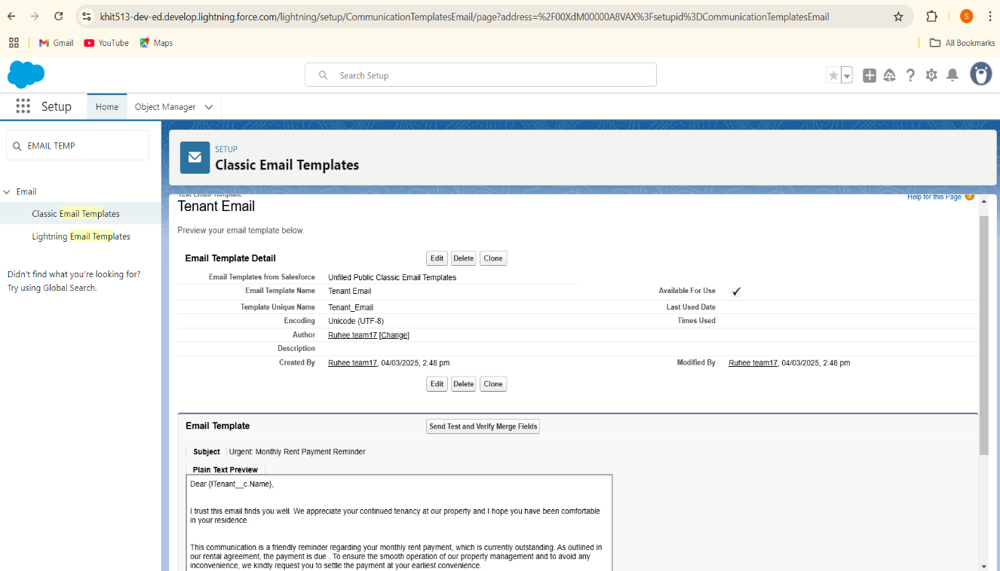 khit513-dev-ed.develop.lightning.force.com/lightning/setup/CommunicationTemplatesEmail/page?address=%2F00XdM00000A8VAX%3Fsetupid%3DCommunicationTemplatesEmail
S
Gmail YouTube Maps All Bookmarks
Search Setup
Setup Home Object Manager
EMAIL TEMP
Email
Classic Email Templates
Lightning Email Templates
Didn't find what you're looking for?
Try using Global Search.
SETUP
Classic Email Templates
Text Email Template
Tenant Email
Help for this Page
Preview your email template below.
Email Template Detail Edit Delete Clone
Email Templates from Salesforce Unfiled Public Classic Email Templates
Email Template Name Tenant Email Available For Use ✓
Template Unique Name Tenant_Email Last Used Date
Encoding Unicode (UTF-8) Times Used
Author Ruhee team17 [Change]
Description
Created By Ruhee team17, 04/03/2025, 2:48 pm Modified By Ruhee team17, 04/03/2025, 2:48 pm
Edit Delete Clone
Email Template Send Test and Verify Merge Fields
Subject Urgent: Monthly Rent Payment Reminder
Plain Text Preview
Dear {!Tenant__c.Name},
I trust this email finds you well. We appreciate your continued tenancy at our property and I hope you have been comfortable
in your residence.
This communication is a friendly reminder regarding your monthly rent payment, which is currently outstanding. As outlined in
our rental agreement, the payment is due . To ensure the smooth operation of our property management and to avoid any
inconvenience, we kindly request you to settle the payment at your earliest convenience.